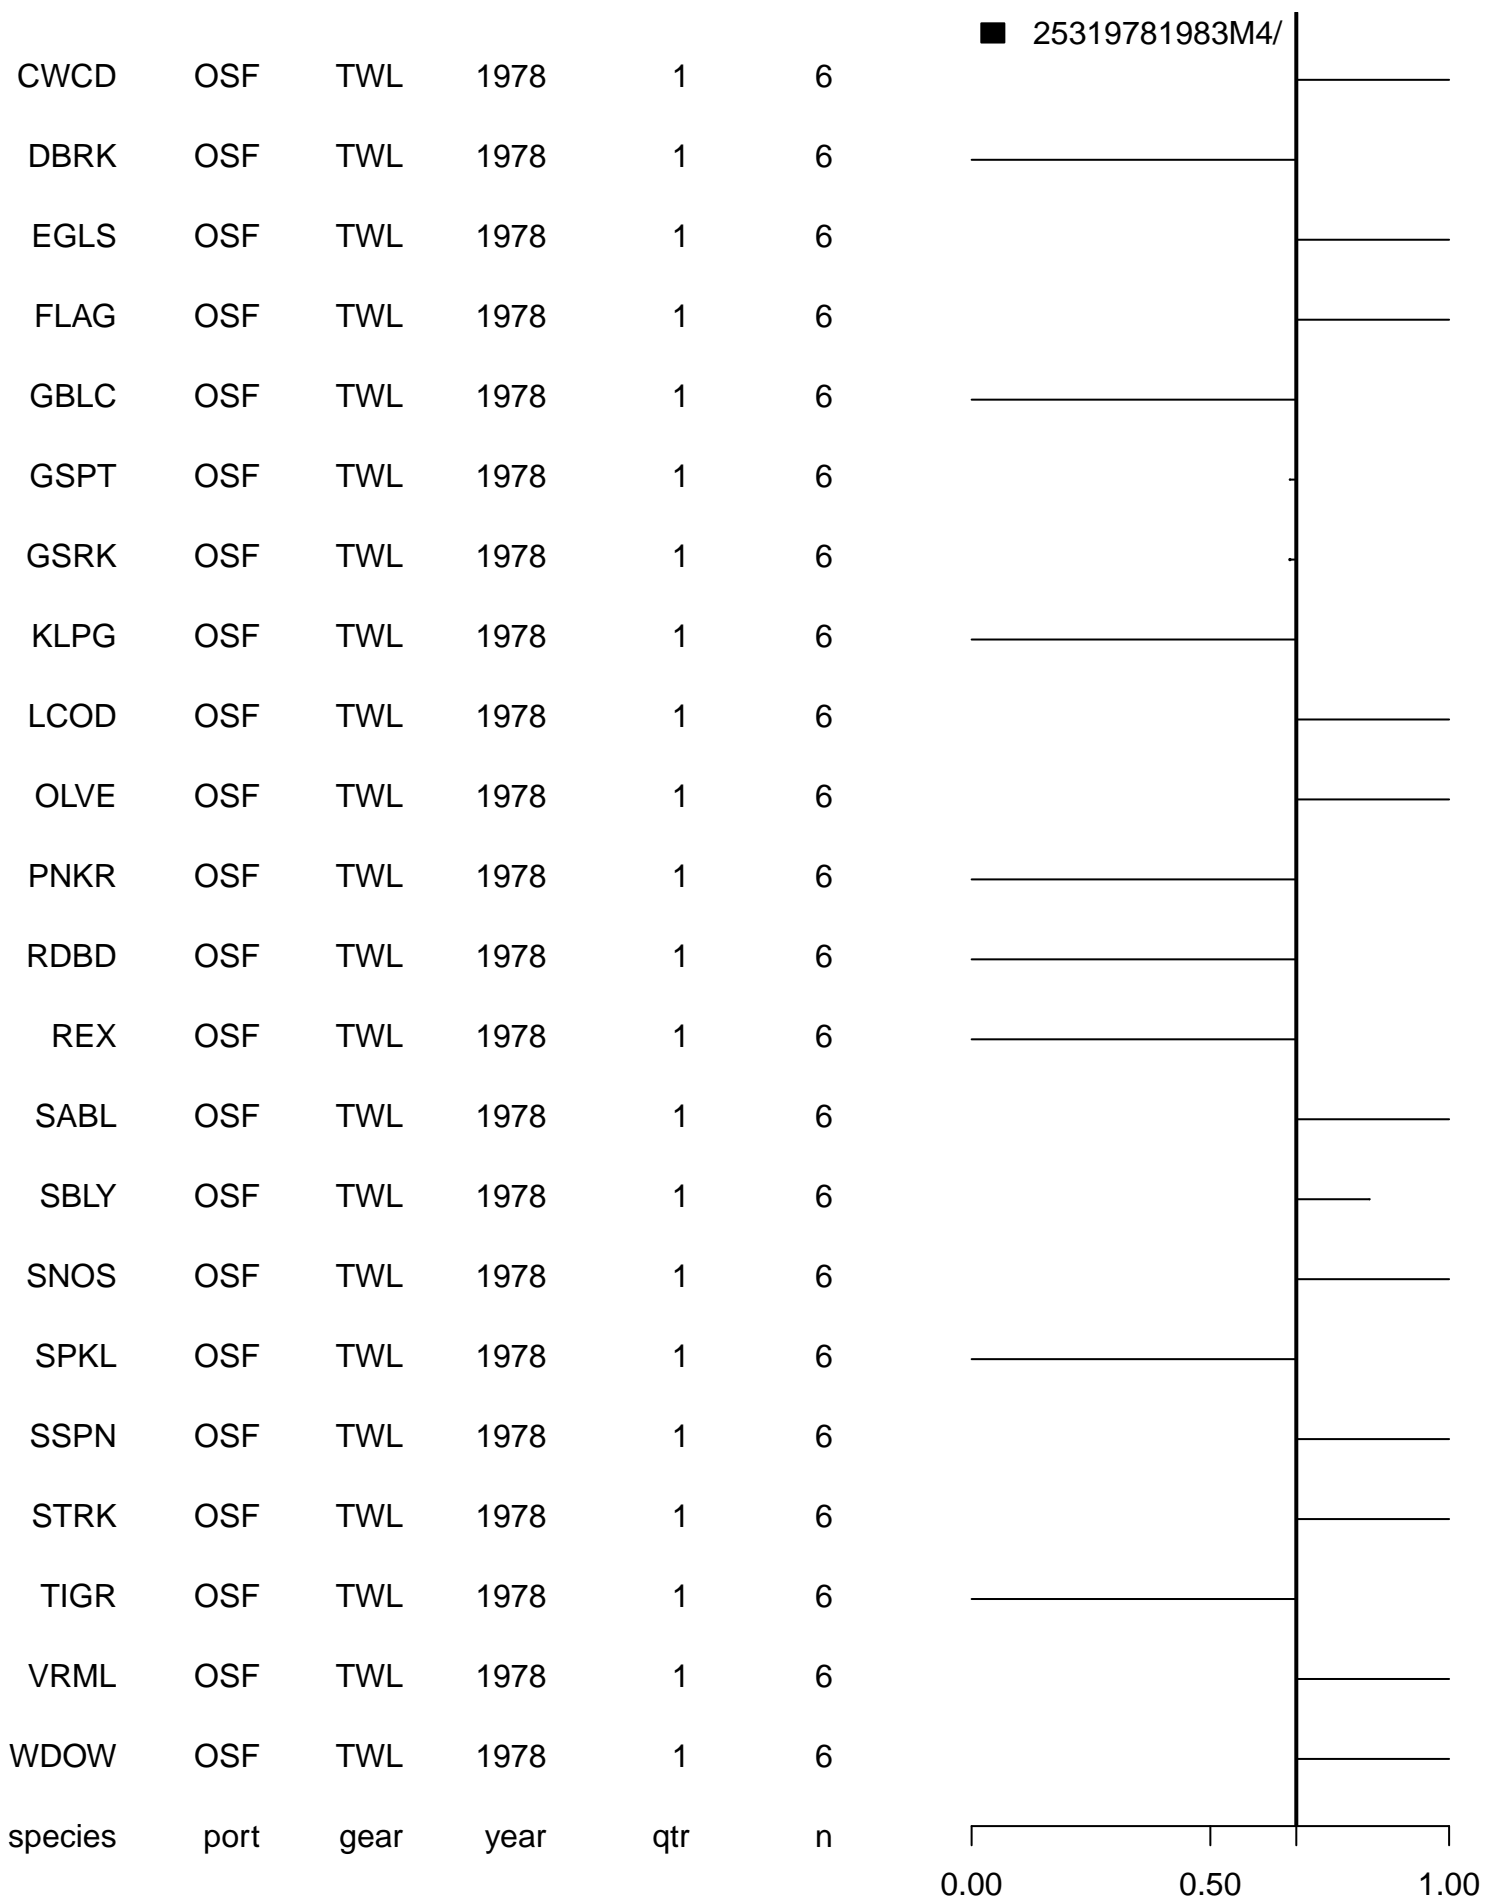 25319781983M4/
CWCD OSF TWL 1978 1 6
DBRK OSF TWL 1978 1 6
EGLS OSF TWL 1978 1 6
FLAG OSF TWL 1978 1 6
GBLC OSF TWL 1978 1 6
GSPT OSF TWL 1978 1 6
GSRK OSF TWL 1978 1 6
KLPG OSF TWL 1978 1 6
LCOD OSF TWL 1978 1 6
OLVE OSF TWL 1978 1 6
PNKR OSF TWL 1978 1 6
RDBD OSF TWL 1978 1 6
REX OSF TWL 1978 1 6
SABL OSF TWL 1978 1 6
SBLY OSF TWL 1978 1 6
SNOS OSF TWL 1978 1 6
SPKL OSF TWL 1978 1 6
SSPN OSF TWL 1978 1 6
STRK OSF TWL 1978 1 6
TIGR OSF TWL 1978 1 6
VRML OSF TWL 1978 1 6
WDOW OSF TWL 1978 1 6
species port gear year qtr n
0.00 0.50 1.00